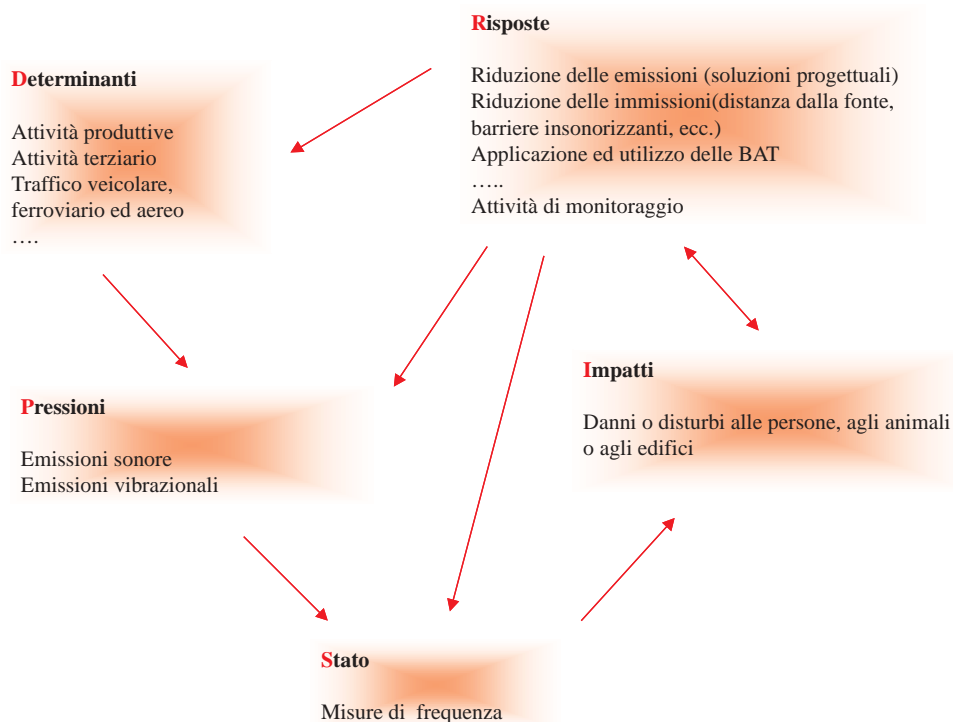 Risposte
Riduzione delle emissioni (soluzioni progettuali)
Riduzione delle immissioni(distanza dalla fonte,
barriere insonorizzanti, ecc.)
Applicazione ed utilizzo delle BAT
…..
Attività di monitoraggio
Determinanti
Attività produttive
Attività terziario
Traffico veicolare,
ferroviario ed aereo
….
Pressioni
Emissioni sonore
Emissioni vibrazionali
Impatti
Danni o disturbi alle persone, agli animali
o agli edifici
Stato
Misure di frequenza